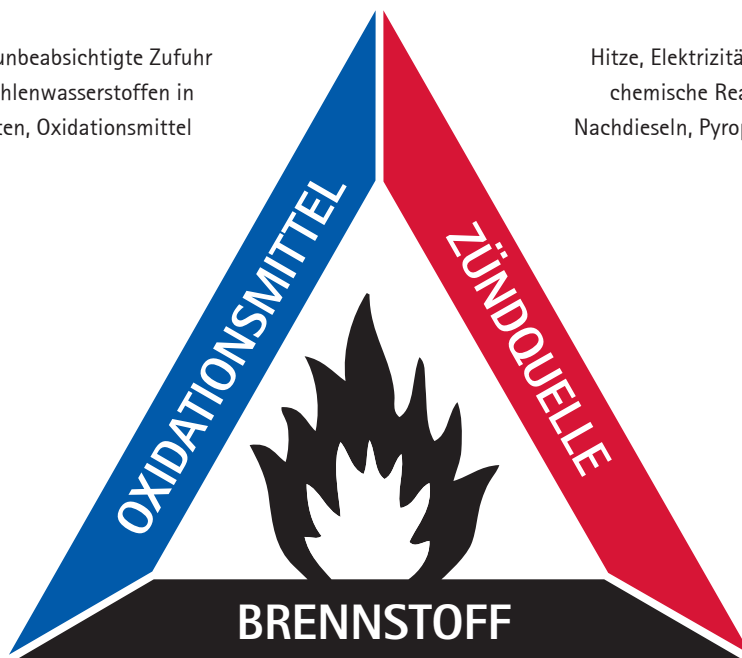 unbeabsichtigte Zufuhr
hlenwasserstoffen in
ten, Oxidationsmittel
Hitze, Elektrizitä
chemische Rea
Nachdieseln, Pyrop
OXIDATIONSMITTEL
ZÜNDQUELLE
BRENNSTOFF